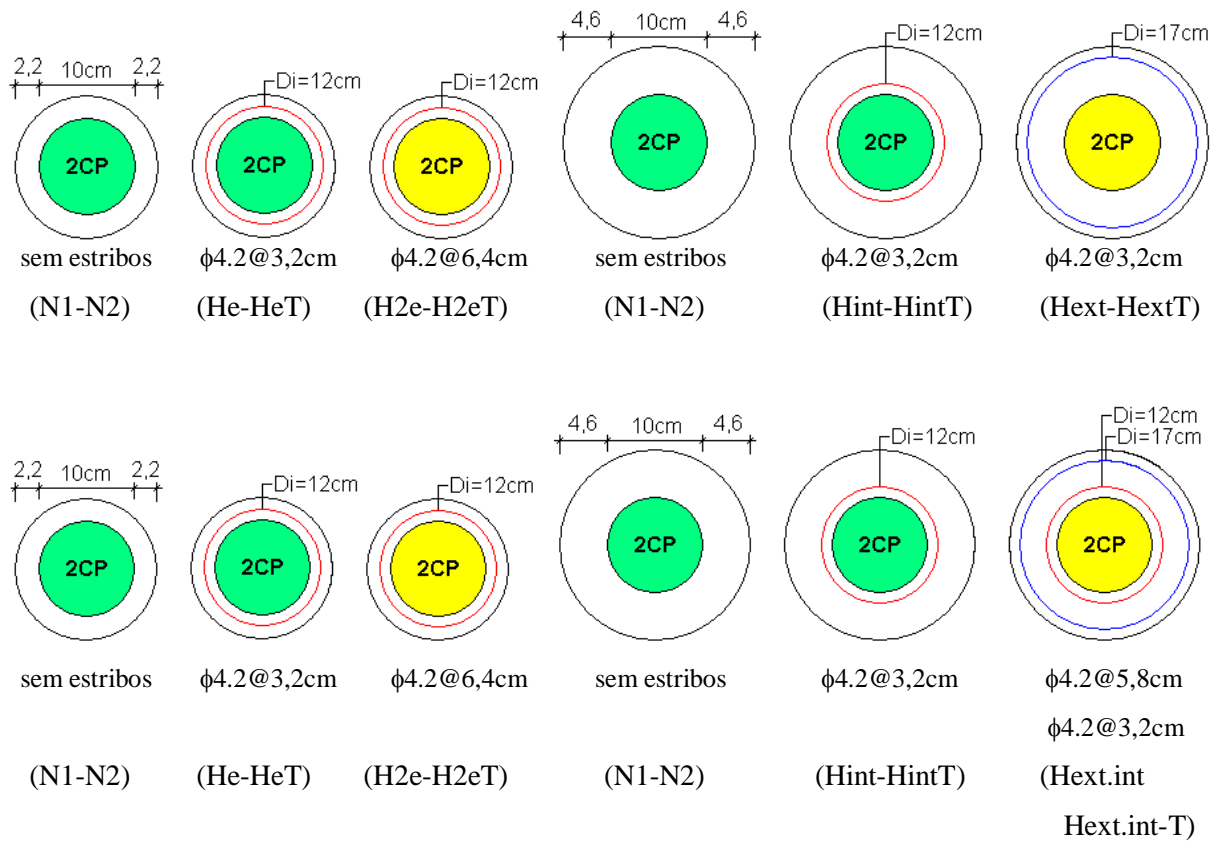 4,6 10cm 4,6 Di=12cm Di=17cm
2,2 10cm 2,2 Di=12cm Di=12cm
2CP 2CP 2CP 2CP 2CP 2CP
sem estribos ϕ4.2@3,2cm ϕ4.2@6,4cm sem estribos ϕ4.2@3,2cm ϕ4.2@3,2cm
(N1-N2) (He-HeT) (H2e-H2eT) (N1-N2) (Hint-HintT) (Hext-HextT)
Di=12cm
4,6 10cm 4,6 Di=12cm Di=17cm
2,2 10cm 2,2 Di=12cm Di=12cm
2CP 2CP 2CP 2CP 2CP 2CP
sem estribos ϕ4.2@3,2cm ϕ4.2@6,4cm sem estribos ϕ4.2@3,2cm ϕ4.2@5,8cm
ϕ4.2@3,2cm
(N1-N2) (He-HeT) (H2e-H2eT) (N1-N2) (Hint-HintT) (Hext.int
Hext.int-T)